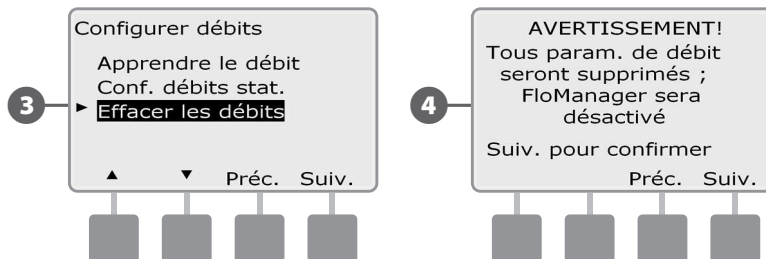 3
Configurer débits
Apprendre le débit
Conf. débits stat.
► Effacer les débits
▲ ▼ Préc. Suiv.
4
AVERTISSEMENT!
Tous param. de débit
seront supprimés ;
FloManager sera
désactivé
Suiv. pour confirmer
Préc. Suiv.